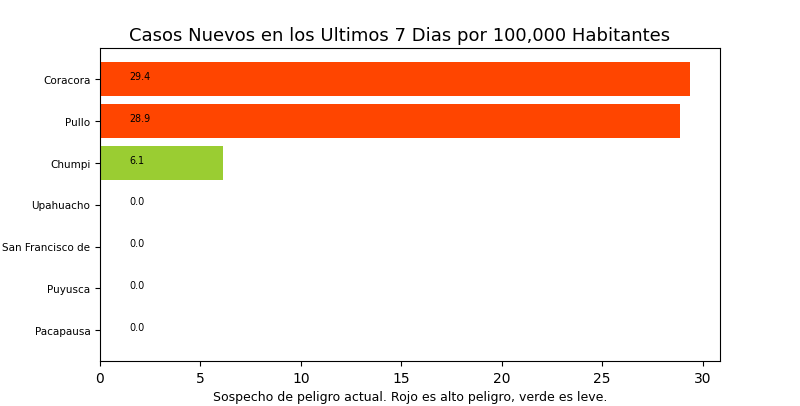 Casos Nuevos en los Ultimos 7 Dias por 100,000 Habitantes
Coracora 29.4
Pullo 28.9
Chumpi 6.1
Upahuacho 0.0
San Francisco de 0.0
Puyusca 0.0
Pacapausa 0.0
0 5 10 15 20 25 30
Sospecho de peligro actual. Rojo es alto peligro, verde es leve.